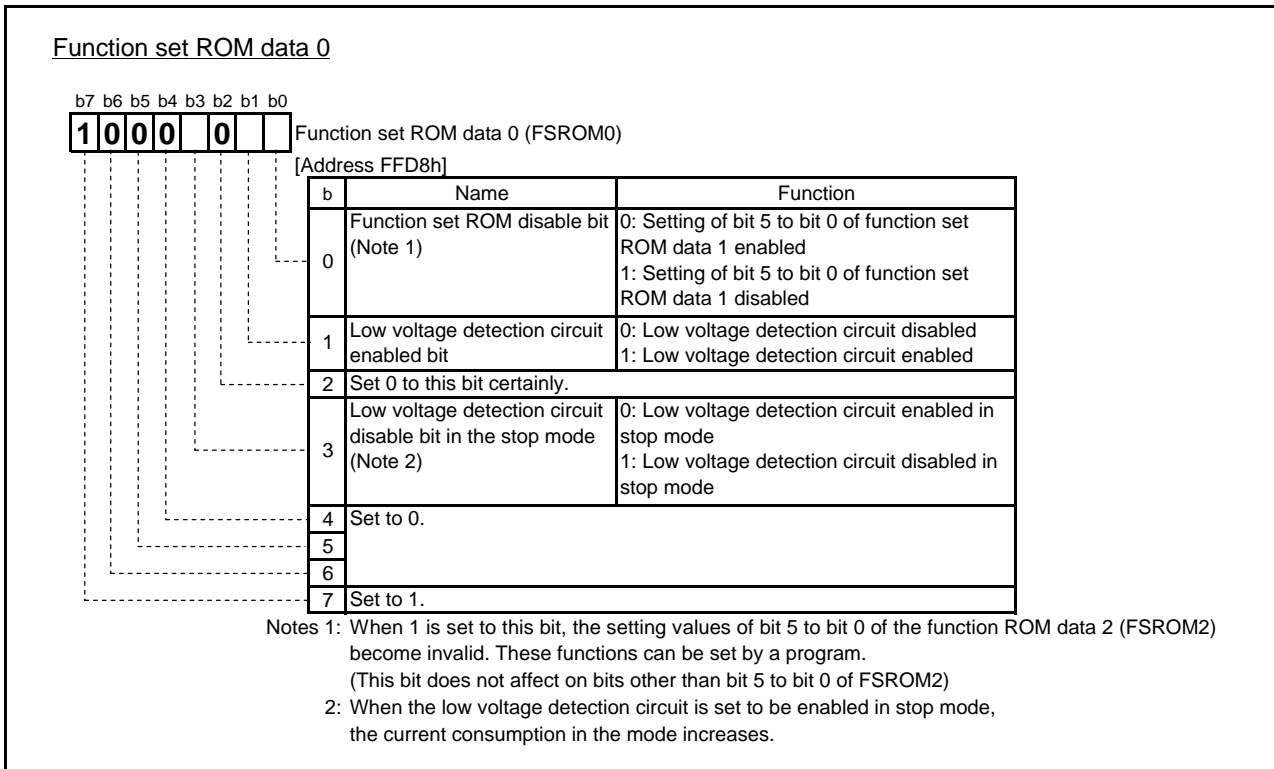 Function set ROM data 0
b7 b6 b5 b4 b3 b2 b1 b0
1 0 0 0 0
Function set ROM data 0 (FSROM0)
[Address FFD8h]
b Name Function
0
Function set ROM disable bit
(Note 1)
0: Setting of bit 5 to bit 0 of function set
ROM data 1 enabled
1: Setting of bit 5 to bit 0 of function set
ROM data 1 disabled
1
Low voltage detection circuit
enabled bit
0: Low voltage detection circuit disabled
1: Low voltage detection circuit enabled
2 Set 0 to this bit certainly.
3
Low voltage detection circuit
disable bit in the stop mode
(Note 2)
0: Low voltage detection circuit enabled in
stop mode
1: Low voltage detection circuit disabled in
stop mode
4 Set to 0.
5
6
7 Set to 1.
Notes 1: When 1 is set to this bit, the setting values of bit 5 to bit 0 of the function ROM data 2 (FSROM2)
become invalid. These functions can be set by a program.
(This bit does not affect on bits other than bit 5 to bit 0 of FSROM2)
2: When the low voltage detection circuit is set to be enabled in stop mode,
the current consumption in the mode increases.